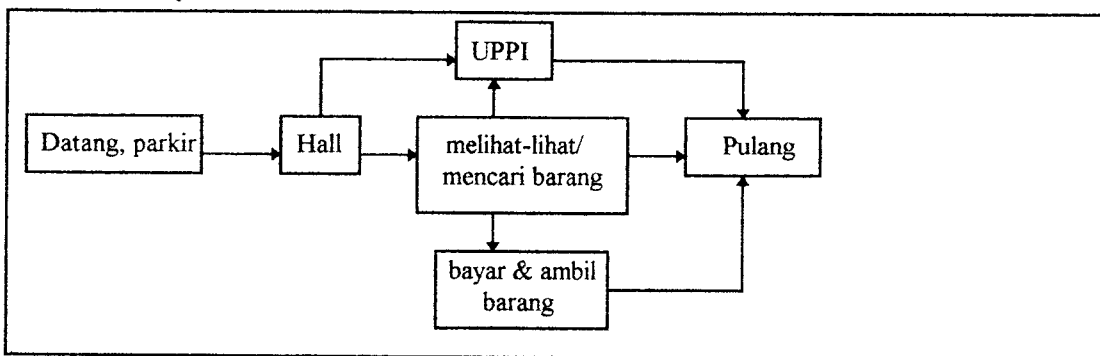 UPPI
Datang, parkir
Hall
melihat-lihat/
mencari barang
Pulang
bayar & ambil
barang